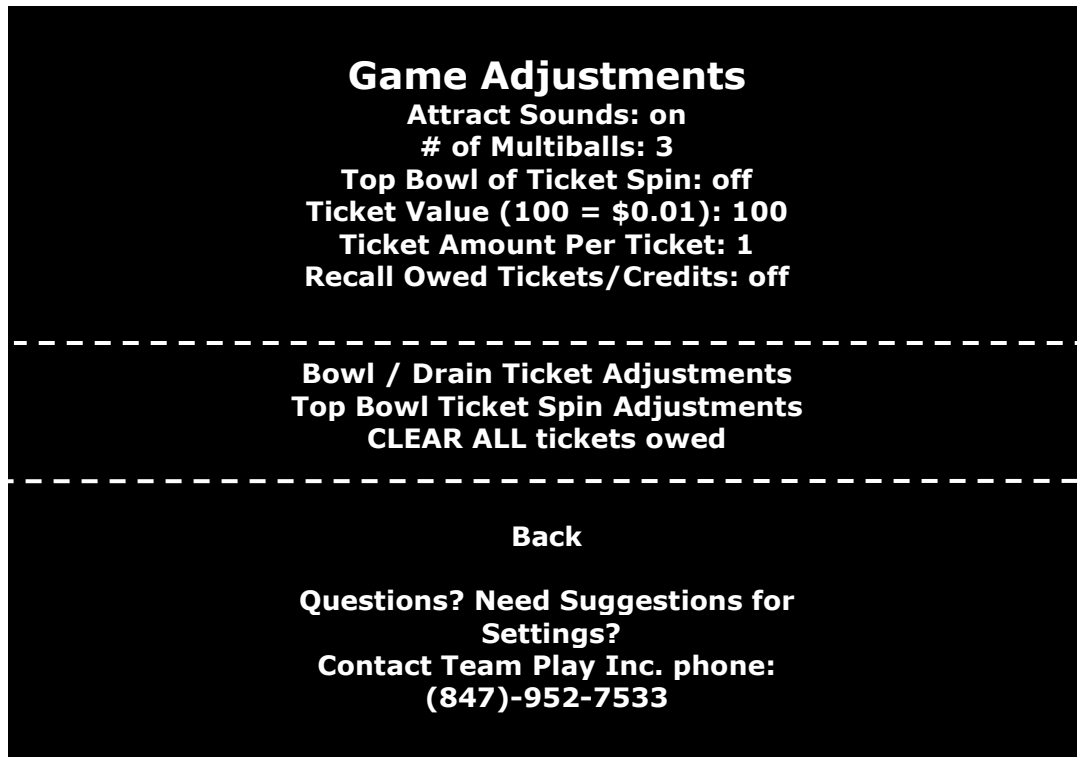 Game Adjustments
Attract Sounds: on
# of Multiballs: 3
Top Bowl of Ticket Spin: off
Ticket Value (100 = $0.01): 100
Ticket Amount Per Ticket: 1
Recall Owed Tickets/Credits: off
Bowl / Drain Ticket Adjustments
Top Bowl Ticket Spin Adjustments
CLEAR ALL tickets owed
Back
Questions? Need Suggestions for
Settings?
Contact Team Play Inc. phone:
(847)-952-7533